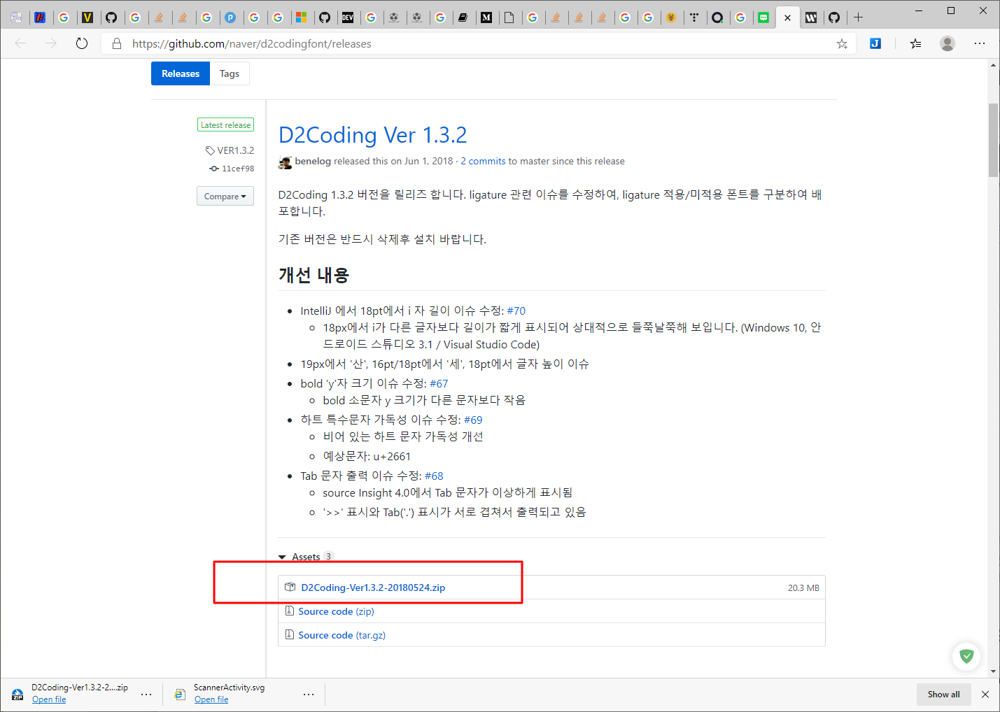 https://github.com/naver/d2codingfont/releases
Releases
Tags
Latest release
VER1.3.2
11cef98
Compare
D2Coding Ver 1.3.2
benelog released this on Jun 1, 2018 · 2 commits to master since this release
D2Coding 1.3.2 버전을 릴리즈 합니다. ligature 관련 이슈를 수정하여, ligature 적용/미적용 폰트를 구분하여 배
포합니다.
기존 버전은 반드시 삭제후 설치 바랍니다.
개선 내용
IntelliJ 에서 18pt에서 i 자 길이 이슈 수정: #70
18px에서 i가 다른 글자보다 길이가 짧게 표시되어 상대적으로 들쭉날쭉해 보입니다. (Windows 10, 안
드로이드 스튜디오 3.1 / Visual Studio Code)
19px에서 '산', 16pt/18pt에서 '세', 18pt에서 글자 높이 이슈
bold 'y'자 크기 이슈 수정: #67
bold 소문자 y 크기가 다른 문자보다 작음
하트 특수문자 가독성 이슈 수정: #69
비어 있는 하트 문자 가독성 개선
예상문자: u+2661
Tab 문자 출력 이슈 수정: #68
source Insight 4.0에서 Tab 문자가 이상하게 표시됨
'>>' 표시와 Tab('.') 표시가 서로 겹쳐서 출력되고 있음
Assets 3
D2Coding-Ver1.3.2-20180524.zip
20.3 MB
Source code (zip)
Source code (tar.gz)
D2Coding-Ver1.3.2-2....zip
Open file
ScannerActivity.svg
Open file
Show all